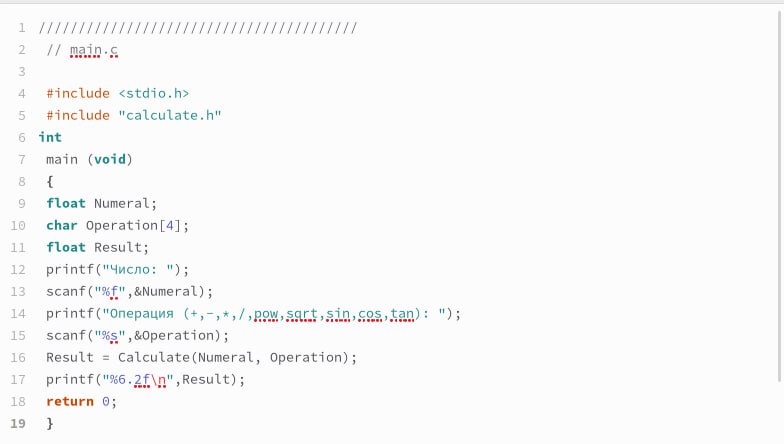 1 ////////////////////////////////////////
2 // main.c
3
4 #include <stdio.h>
5 #include "calculate.h"
6 int
7 main (void)
8 {
9 float Numeral;
10 char Operation[4];
11 float Result;
12 printf("Число: ");
13 scanf("%f",&Numeral);
14 printf("Операция (+,-,*,/,pow,sqrt,sin,cos,tan): ");
15 scanf("%s",&Operation);
16 Result = Calculate(Numeral, Operation);
17 printf("%6.2f\n",Result);
18 return 0;
19 }